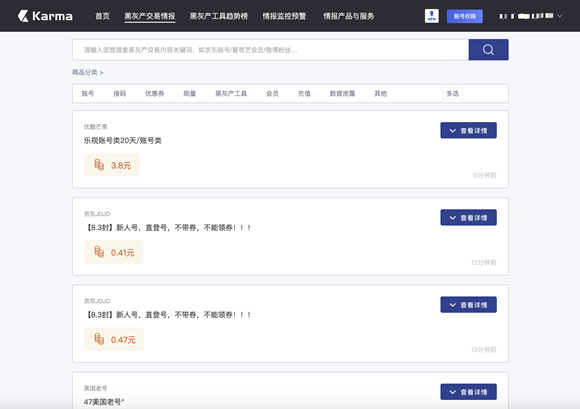 Karma
首页
黑灰产交易情报
黑灰产工具趋势榜
情报监控预警
情报产品与服务
NEW
账号权限
请输入您想搜索黑灰产交易内容关键词，如京东账号/爱奇艺会员/微博粉丝...
商品分类 >
账号 接码 优惠券 刷量 黑灰产工具 会员 充值 数据泄露 其他 多选
优酷芒果
乐视账号类20天/账号类
查看详情
3.8元
6分钟前
京东JDJD
【8.3封】新人号，直登号，不带券，不能领券！！！
查看详情
0.41元
13分钟前
京东JDJD
【8.3封】新人号，直登号，不带券，不能领券！！！
查看详情
0.47元
13分钟前
美国老号
47美国老号"
查看详情